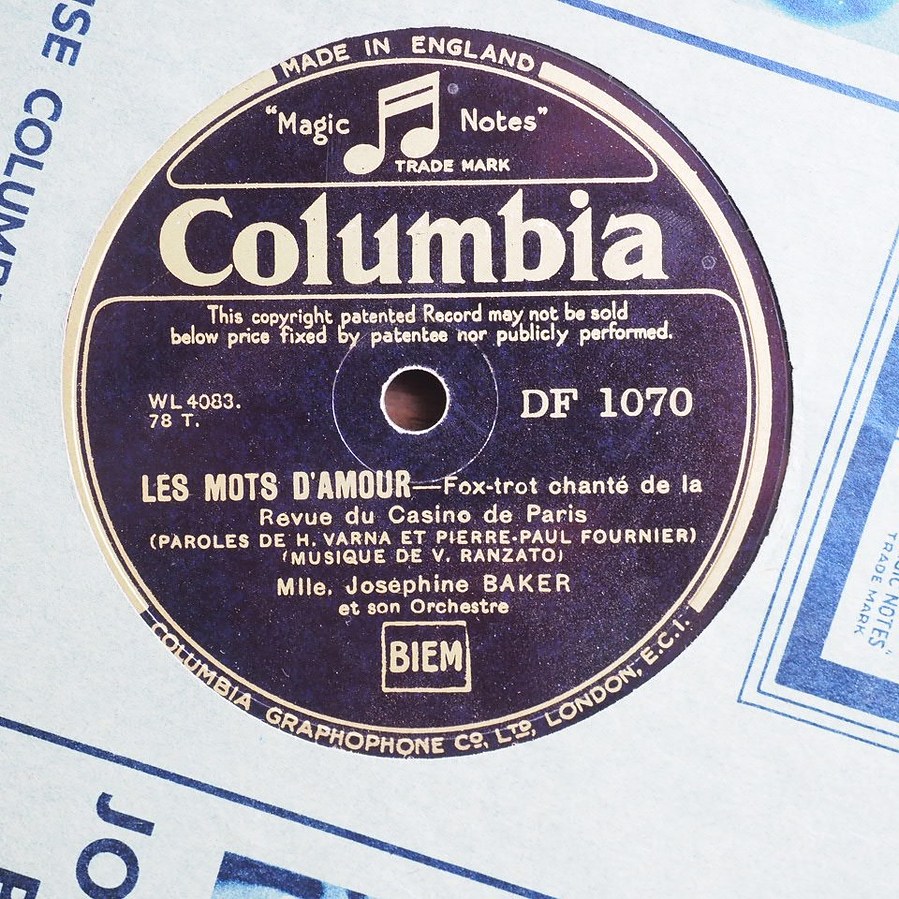 MADE IN ENGLAND
"Magic Notes"
TRADE MARK
Columbia
This copyright patented Record may not be sold
below price fixed by patentee nor publicly performed.
WL 4083.
78 T.
DF 1070
LES MOTS D'AMOUR—Fox-trot chanté de la
Revue du Casino de Paris
(PAROLES DE H. VARNA ET PIERRE-PAUL FOURNIER)
(MUSIQUE DE V. RANZATO)
Mlle. Joséphine BAKER
et son Orchestre
BIEM
COLUMBIA GRAPHOPHONE Cº, LTD, LONDON, E.C.1.
NOTES"
TRADE MARK
JO